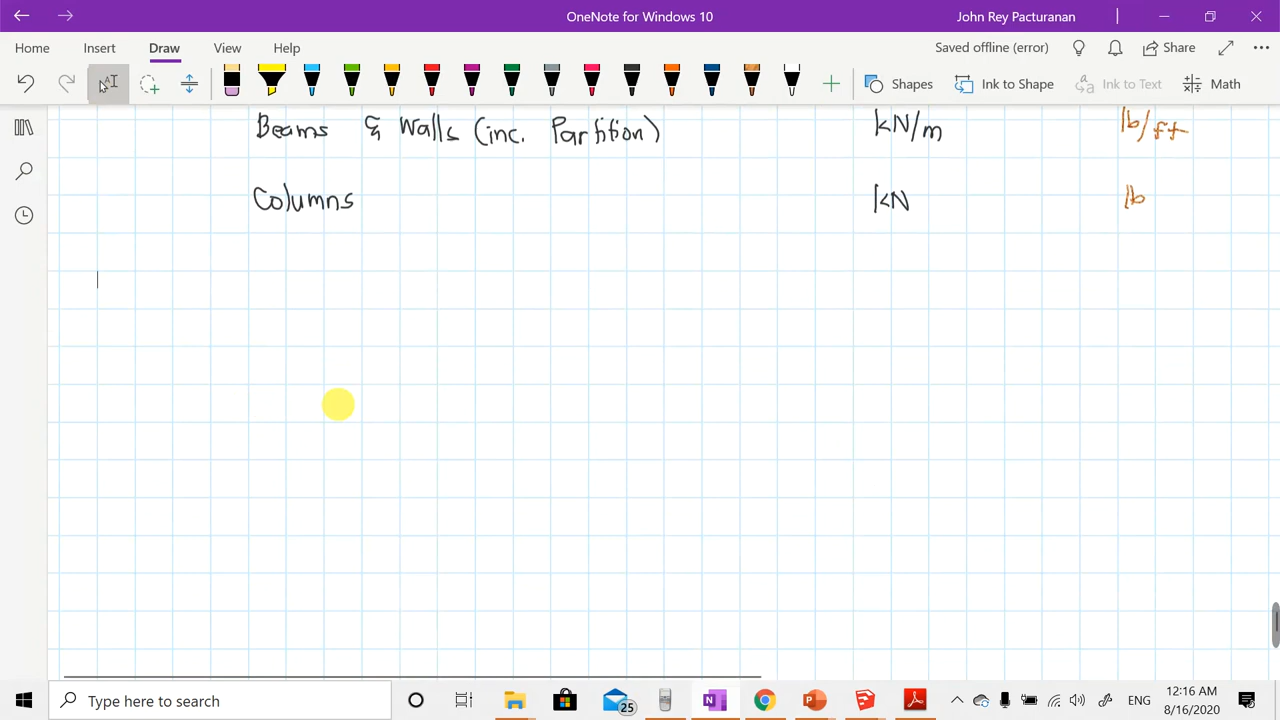 OneNote for Windows 10
John Rey Pacturanan
Home Insert Draw View Help
Saved offline (error) Share
Shapes Ink to Shape Ink to Text Math
Beams & Walls (inc. Partition) kN/m lb/ft
Columns kN lb
Type here to search
25
ENG
12:16 AM
8/16/2020